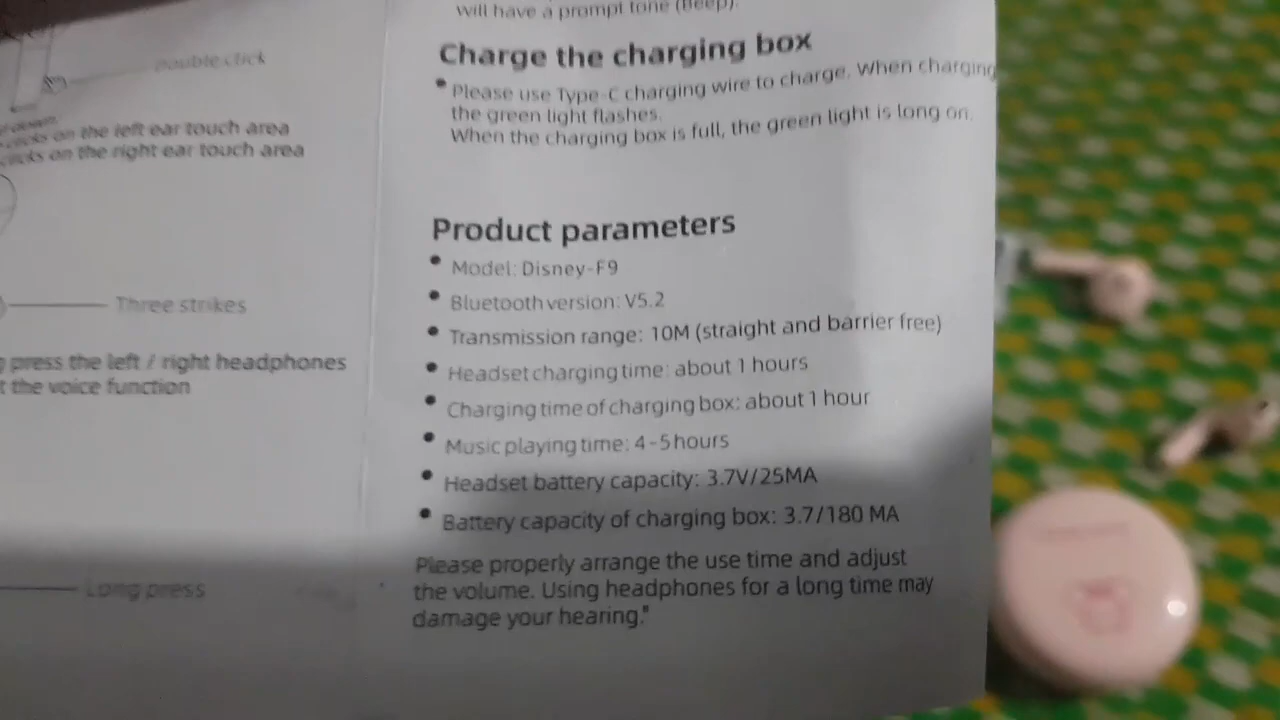 Double click
clicks on the left ear touch area
clicks on the right ear touch area
Three strikes
press the left / right headphones
the voice function
Long press
will have a prompt tone (Beep).
Charge the charging box
• Please use Type-C charging wire to charge. When charging
the green light flashes.
When the charging box is full, the green light is long on.
Product parameters
• Model: Disney-F9
• Bluetooth version: V5.2
• Transmission range: 10M (straight and barrier free)
• Headset charging time: about 1 hours
• Charging time of charging box: about 1 hour
• Music playing time: 4-5hours
• Headset battery capacity: 3.7V/25MA
• Battery capacity of charging box: 3.7/180 MA
Please properly arrange the use time and adjust
the volume. Using headphones for a long time may
damage your hearing."